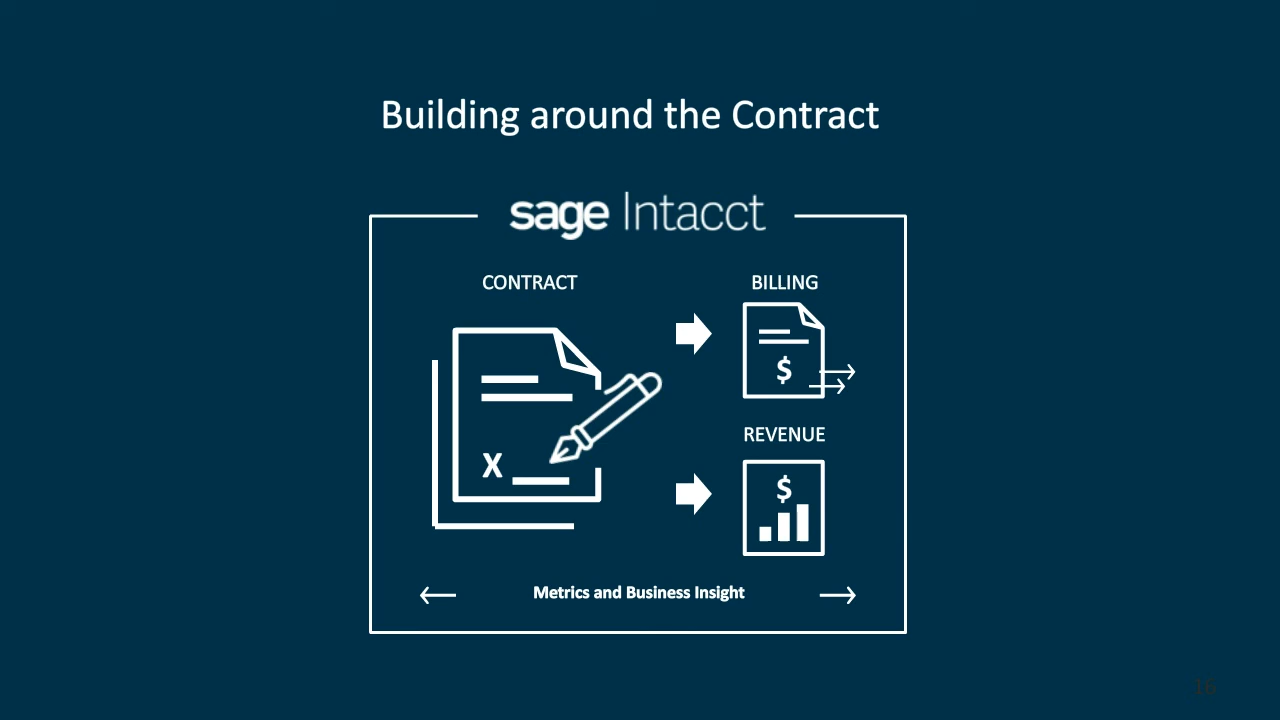 Building around the Contract
sage Intacct
CONTRACT
BILLING
$
REVENUE
X
$
Metrics and Business Insight
16